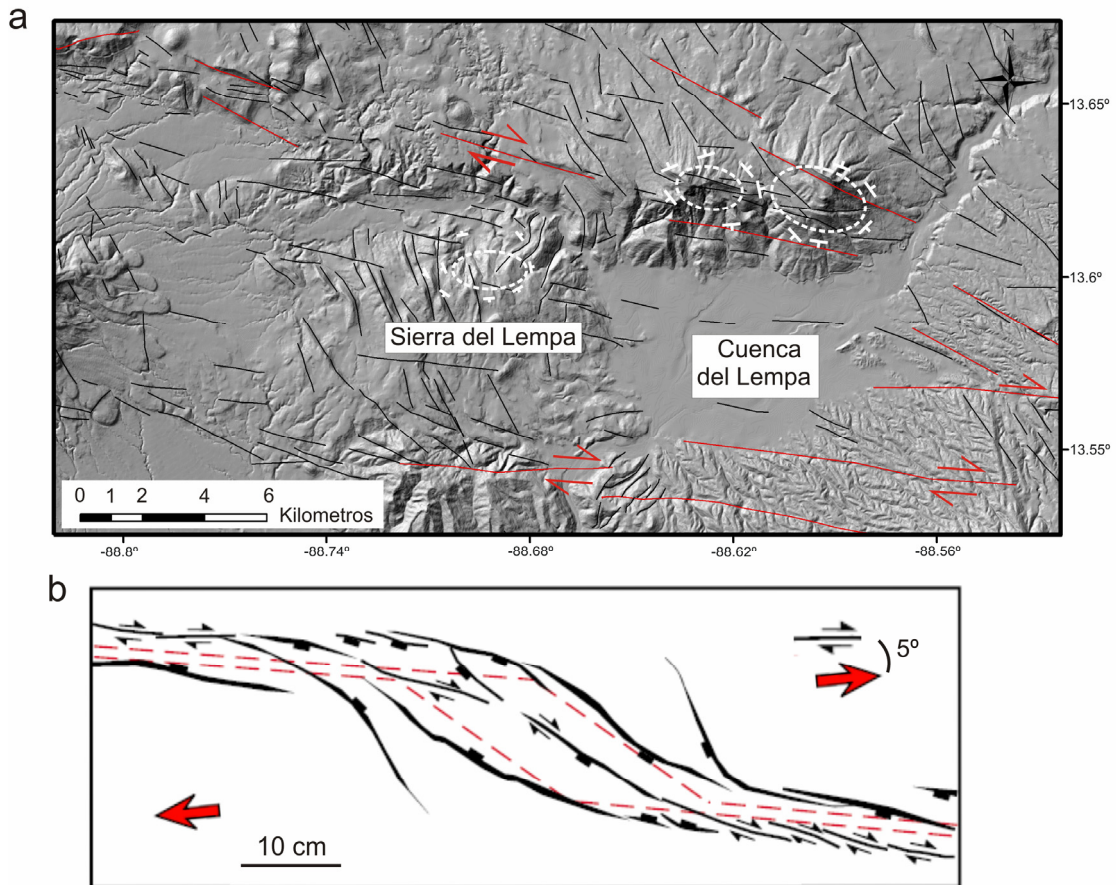 a
N
13.65º
13.6º
13.55º
Sierra del Lempa
Cuenca
del Lempa
0 1 2 4 6
Kilometros
-88.8º -88.74º -88.68º -88.62º -88.56º
b
5º
10 cm